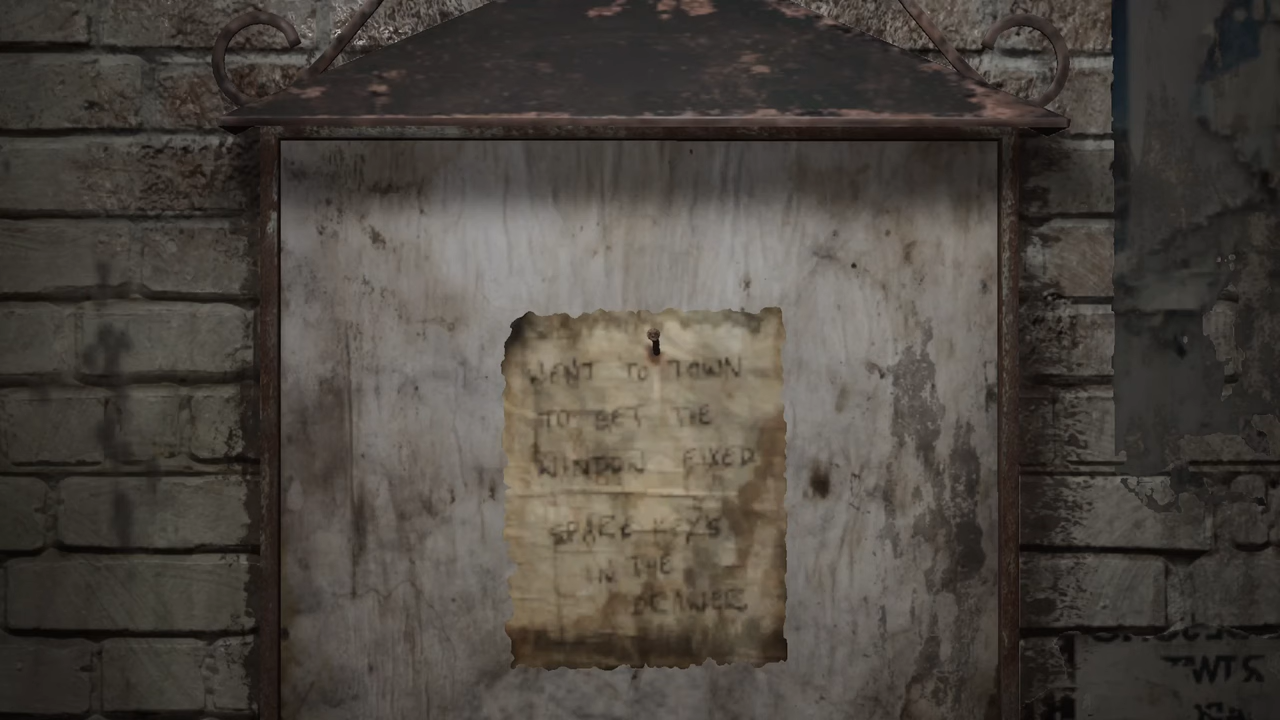 WENT TO TOWN
TO GET THE
WINDOW FIXED
SPARE KEYS
IN THE
DRAWER